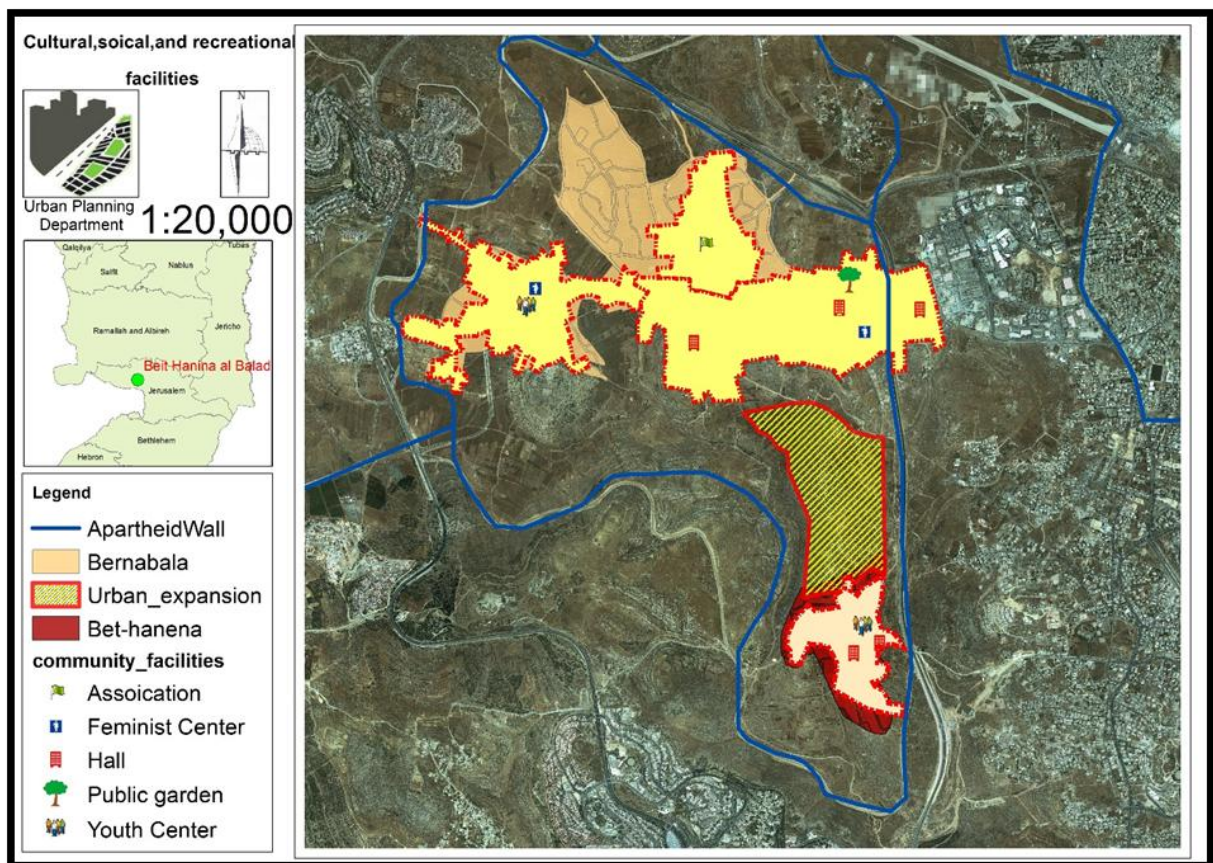 Cultural,soical,and recreational
facilities
N
Urban Planning
Department
1:20,000
Qalqilya
Tubas
Salfit
Nablus
Ramallah and Albireh
Jericho
Beit Hanina al Balad
Jerusalem
Bethlehem
Hebron
Legend
ApartheidWall
Bernabala
Urban_expansion
Bet-hanena
community_facilities
Assoication
Feminist Center
Hall
Public garden
Youth Center